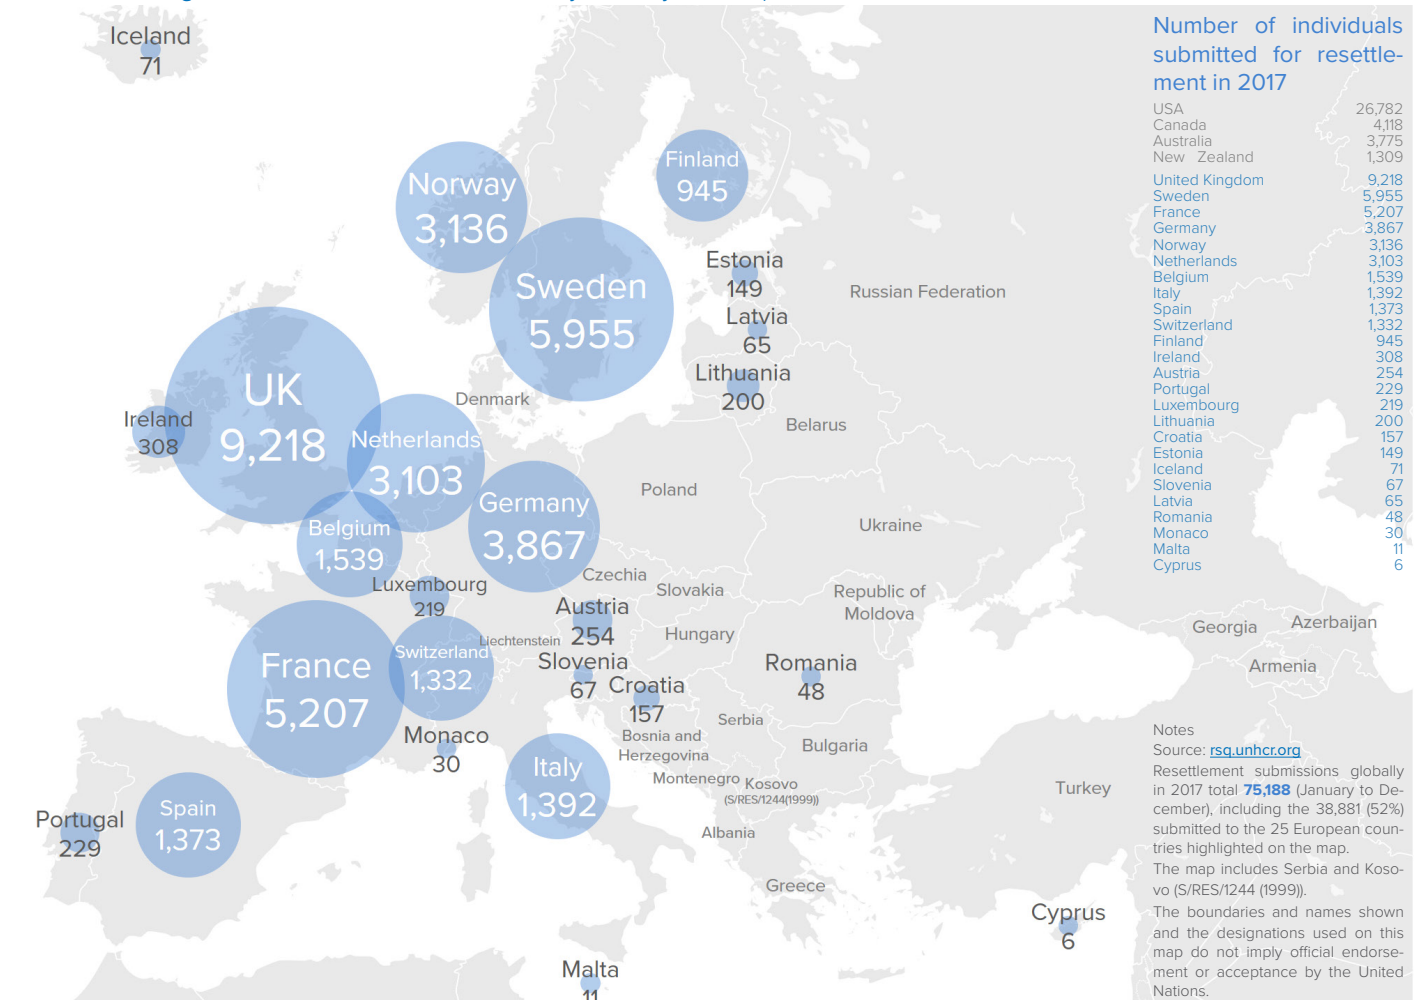 Iceland
71
Norway
3,136
Finland
945
Sweden
5,955
Estonia
149
Latvia
65
Lithuania
200
Russian Federation
UK
9,218
Ireland
308
Denmark
Belarus
Netherlands
3,103
Poland
Germany
3,867
Belgium
1,539
Ukraine
Luxembourg
219
Czechia
Slovakia
Republic of
Moldova
Austria
254
Hungary
Liechtenstein
Switzerland
1,332
France
5,207
Slovenia
67
Croatia
157
Romania
48
Serbia
Bosnia and
Herzegovina
Bulgaria
Monaco
30
Italy
1,392
Montenegro
Kosovo
(S/RES/1244(1999))
Albania
Greece
Portugal
229
Spain
1,373
Turkey
Georgia
Azerbaijan
Armenia
Cyprus
6
Malta
11
Number of individuals
submitted for resettle-
ment in 2017
USA 26,782
Canada 4,118
Australia 3,775
New Zealand 1,309
United Kingdom 9,218
Sweden 5,955
France 5,207
Germany 3,867
Norway 3,136
Netherlands 3,103
Belgium 1,539
Italy 1,392
Spain 1,373
Switzerland 1,332
Finland 945
Ireland 308
Austria 254
Portugal 229
Luxembourg 219
Lithuania 200
Croatia 157
Estonia 149
Iceland 71
Slovenia 67
Latvia 65
Romania 48
Monaco 30
Malta 11
Cyprus 6
Notes
Source: rsq.unhcr.org
Resettlement submissions globally
in 2017 total 75,188 (January to De-
cember), including the 38,881 (52%)
submitted to the 25 European coun-
tries highlighted on the map.
The map includes Serbia and Koso-
vo (S/RES/1244 (1999)).
The boundaries and names shown
and the designations used on this
map do not imply official endorse-
ment or acceptance by the United
Nations.